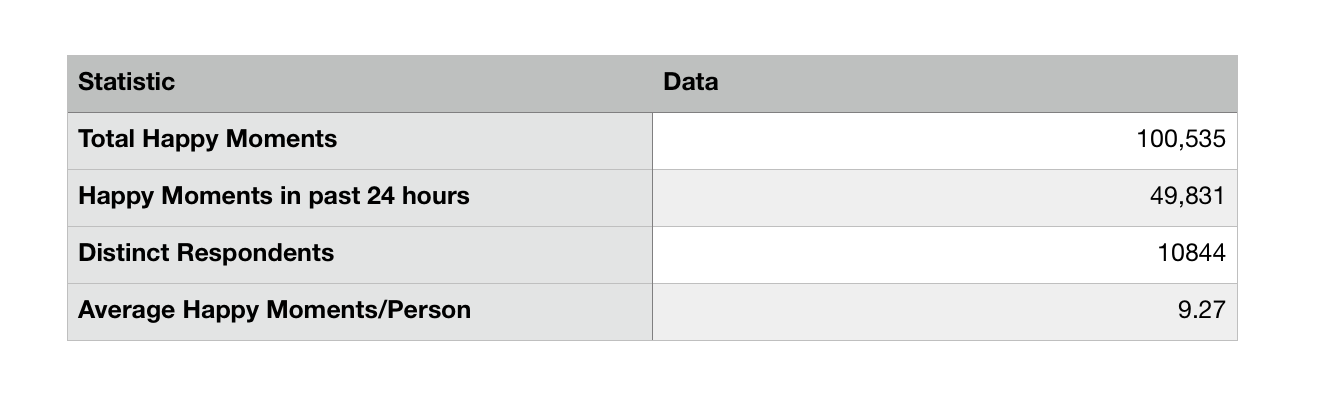 Statistic Data
Total Happy Moments 100,535
Happy Moments in past 24 hours 49,831
Distinct Respondents 10844
Average Happy Moments/Person 9.27